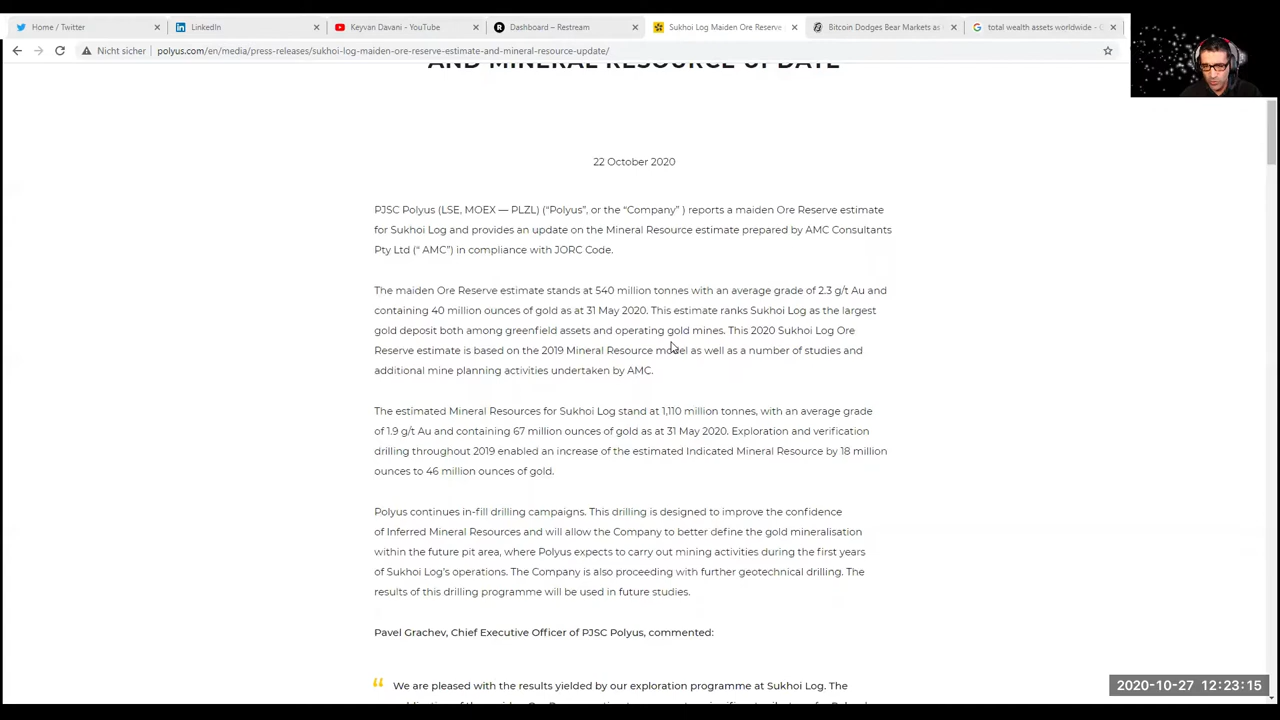 Home / Twitter
LinkedIn
Keyvan Davani - YouTube
Dashboard – Restream
Sukhoi Log Maiden Ore Reserve
Bitcoin Dodges Bear Markets as
total wealth assets worldwide -
Nicht sicher
polyus.com/en/media/press-releases/sukhoi-log-maiden-ore-reserve-estimate-and-mineral-resource-update/
AND MINERAL RESOURCE UPDATE
22 October 2020
PJSC Polyus (LSE, MOEX — PLZL) (“Polyus”, or the “Company” ) reports a maiden Ore Reserve estimate
for Sukhoi Log and provides an update on the Mineral Resource estimate prepared by AMC Consultants
Pty Ltd (“ AMC”) in compliance with JORC Code.
The maiden Ore Reserve estimate stands at 540 million tonnes with an average grade of 2.3 g/t Au and
containing 40 million ounces of gold as at 31 May 2020. This estimate ranks Sukhoi Log as the largest
gold deposit both among greenfield assets and operating gold mines. This 2020 Sukhoi Log Ore
Reserve estimate is based on the 2019 Mineral Resource model as well as a number of studies and
additional mine planning activities undertaken by AMC.
The estimated Mineral Resources for Sukhoi Log stand at 1,110 million tonnes, with an average grade
of 1.9 g/t Au and containing 67 million ounces of gold as at 31 May 2020. Exploration and verification
drilling throughout 2019 enabled an increase of the estimated Indicated Mineral Resource by 18 million
ounces to 46 million ounces of gold.
Polyus continues in-fill drilling campaigns. This drilling is designed to improve the confidence
of Inferred Mineral Resources and will allow the Company to better define the gold mineralisation
within the future pit area, where Polyus expects to carry out mining activities during the first years
of Sukhoi Log’s operations. The Company is also proceeding with further geotechnical drilling. The
results of this drilling programme will be used in future studies.
Pavel Grachev, Chief Executive Officer of PJSC Polyus, commented:
“ We are pleased with the results yielded by our exploration programme at Sukhoi Log. The
2020-10-27 12:23:15